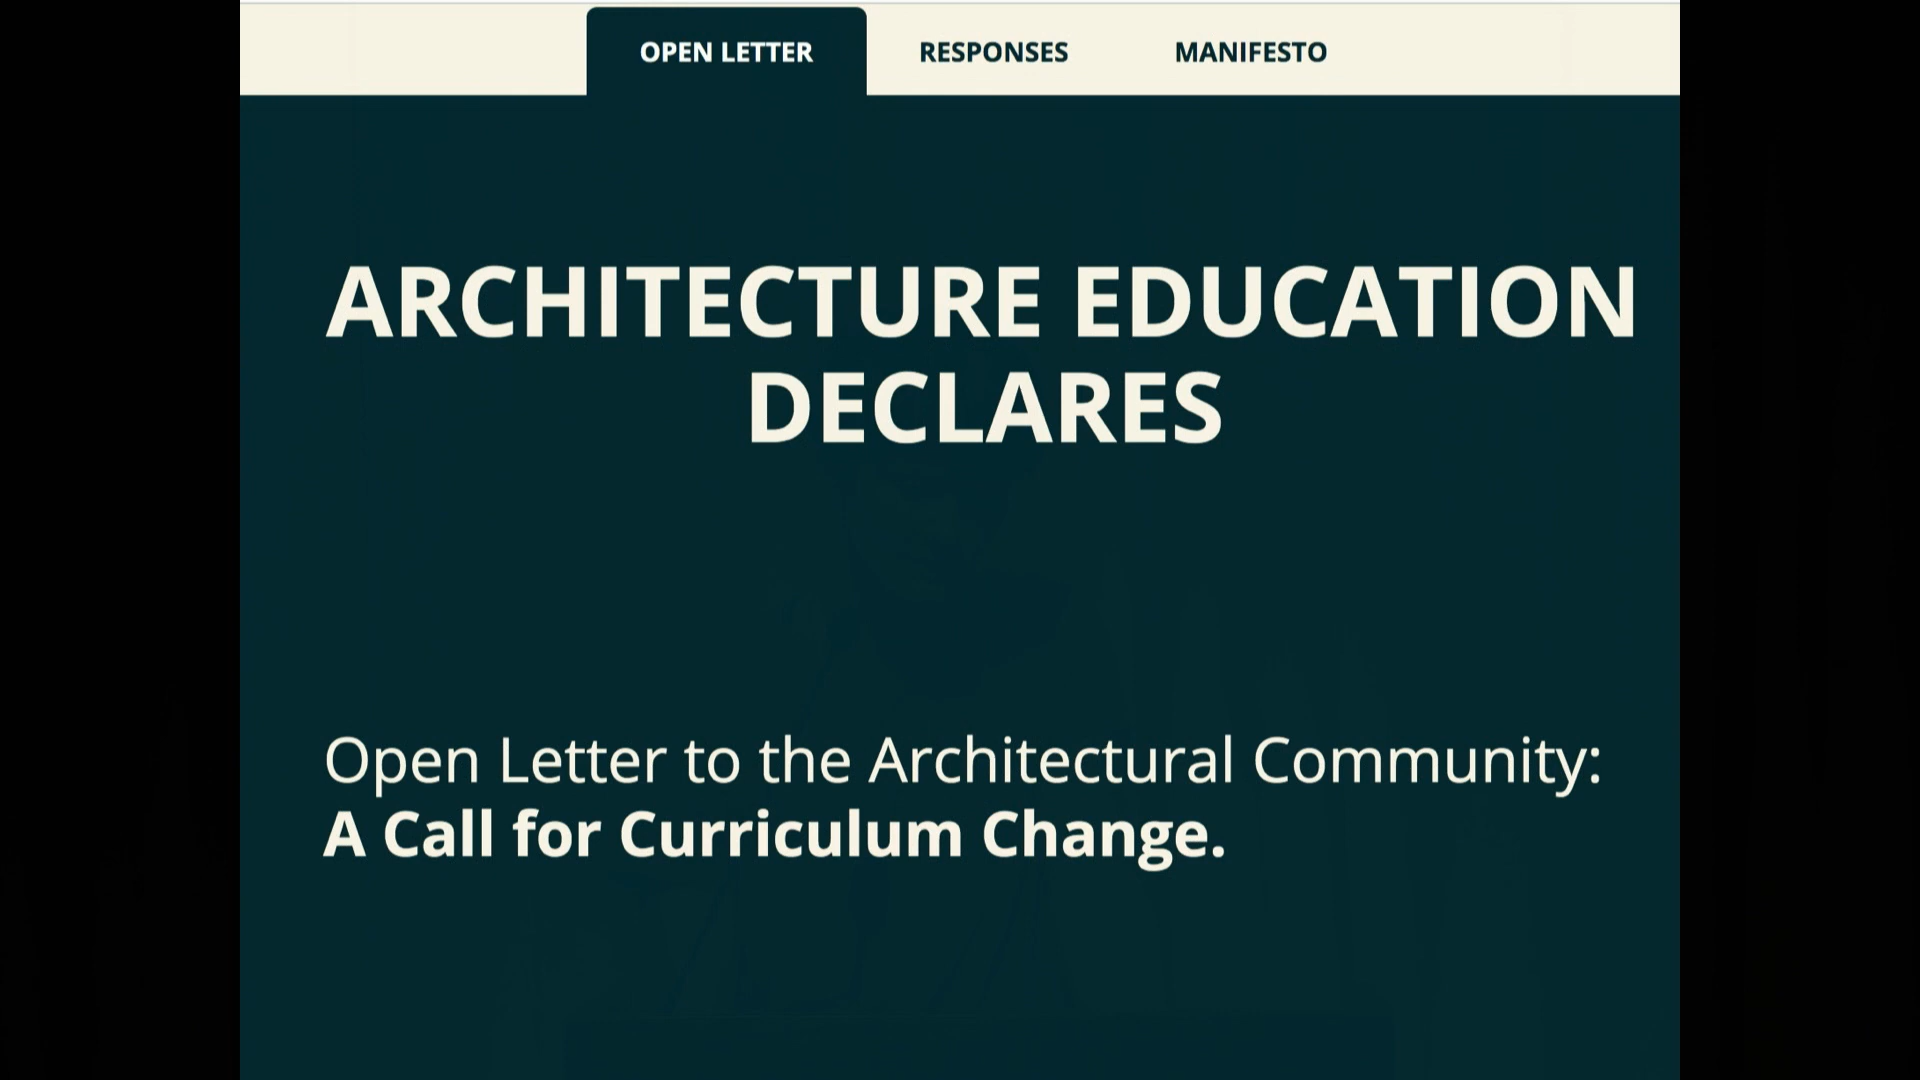 OPEN LETTER RESPONSES MANIFESTO
ARCHITECTURE EDUCATION
DECLARES
Open Letter to the Architectural Community:
A Call for Curriculum Change.